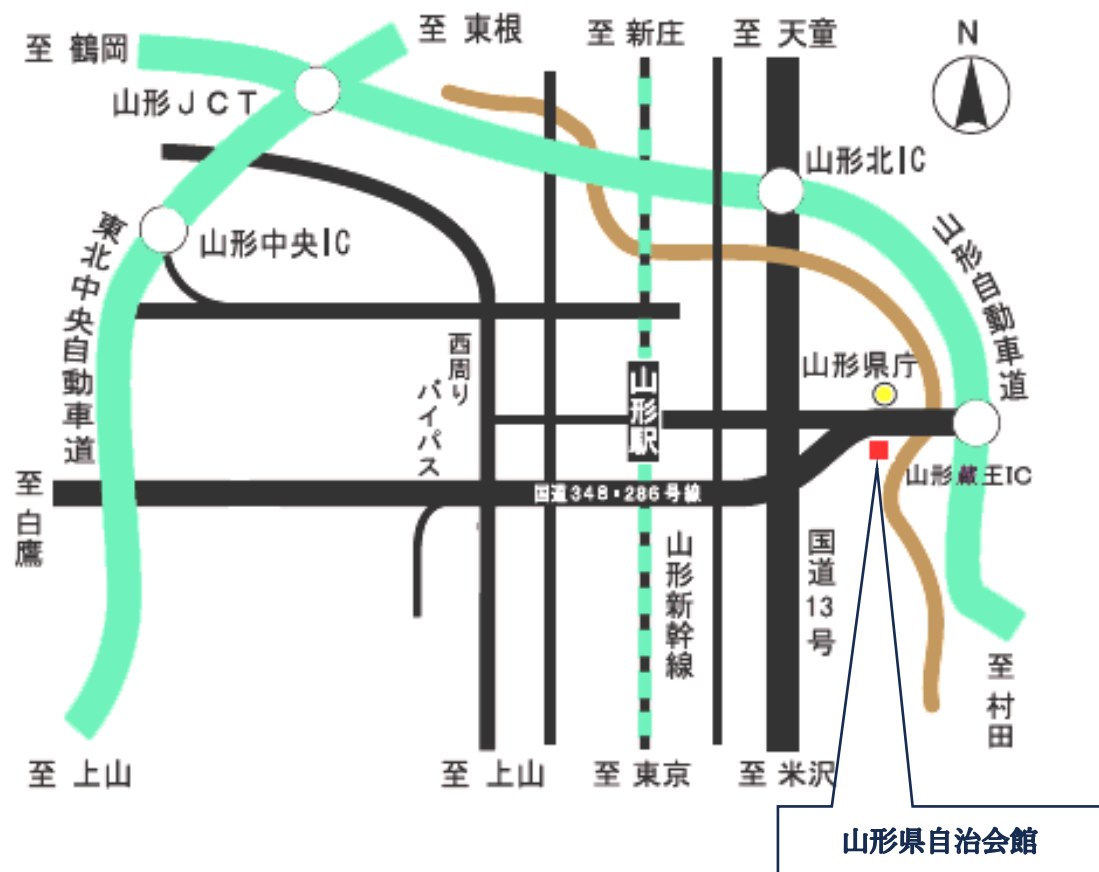 至 鶴岡
至 東根
至 新庄
至 天童
N
山形ＪＣＴ
山形北IC
山形中央IC
東北中央自動車道
山形自動車道
西周り
バイパス
山形県庁
山形駅
山形蔵王IC
至 白鷹
国道348・286号線
山形新幹線
国道13号
至 村田
至 上山
至 上山
至 東京
至 米沢
山形県自治会館